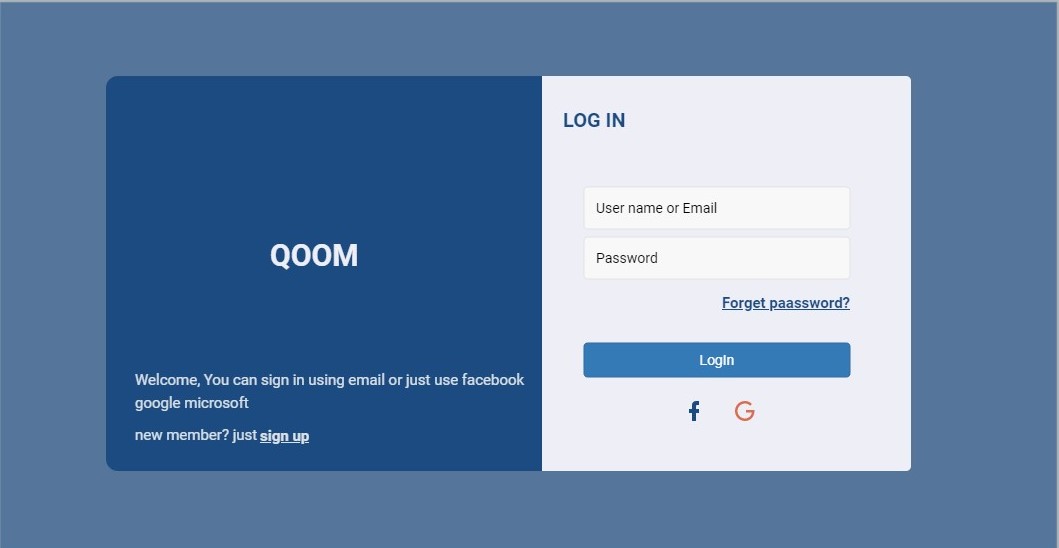 QOOM
Welcome, You can sign in using email or just use facebook
google microsoft
new member? just sign up
LOG IN
User name or Email
Password
Forget paassword?
LogIn